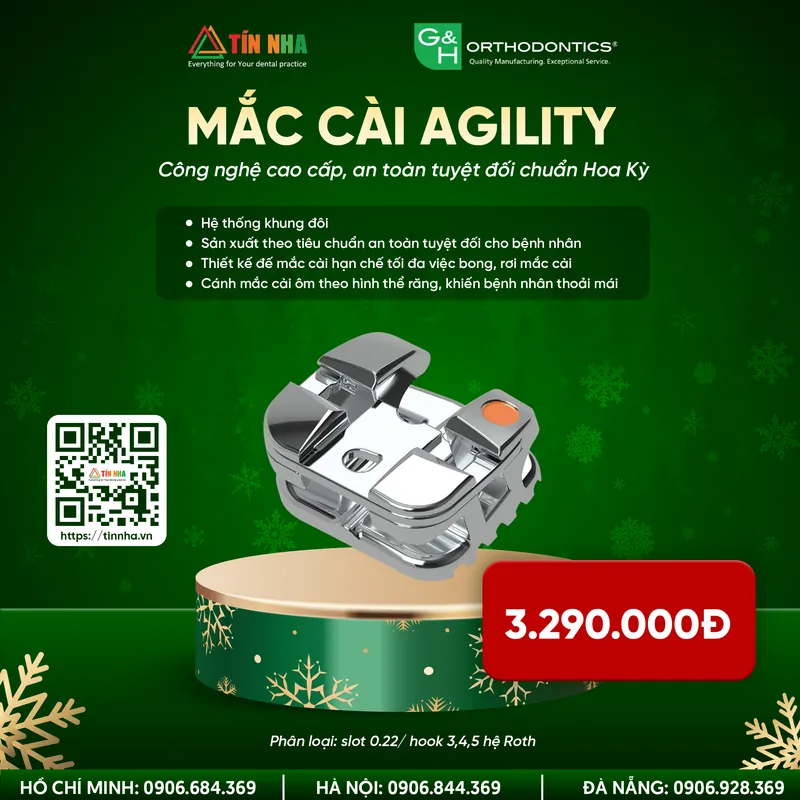 TÍN NHA
Everything for Your dental practice
G&H ORTHODONTICS®
Quality Manufacturing. Exceptional Service.
MẮC CÀI AGILITY
Công nghệ cao cấp, an toàn tuyệt đối chuẩn Hoa Kỳ
Hệ thống khung đôi
Sản xuất theo tiêu chuẩn an toàn tuyệt đối cho bệnh nhân
Thiết kế đế mắc cài hạn chế tối đa việc bong, rơi mắc cài
Cánh mắc cài ôm theo hình thể răng, khiến bệnh nhân thoải mái
TÍN NHA
https://tinnha.vn
3.290.000Đ
Phân loại: slot 0.22/ hook 3,4,5 hệ Roth
HỒ CHÍ MINH: 0906.684.369 | HÀ NỘI: 0906.844.369 | ĐÀ NẴNG: 0906.928.369